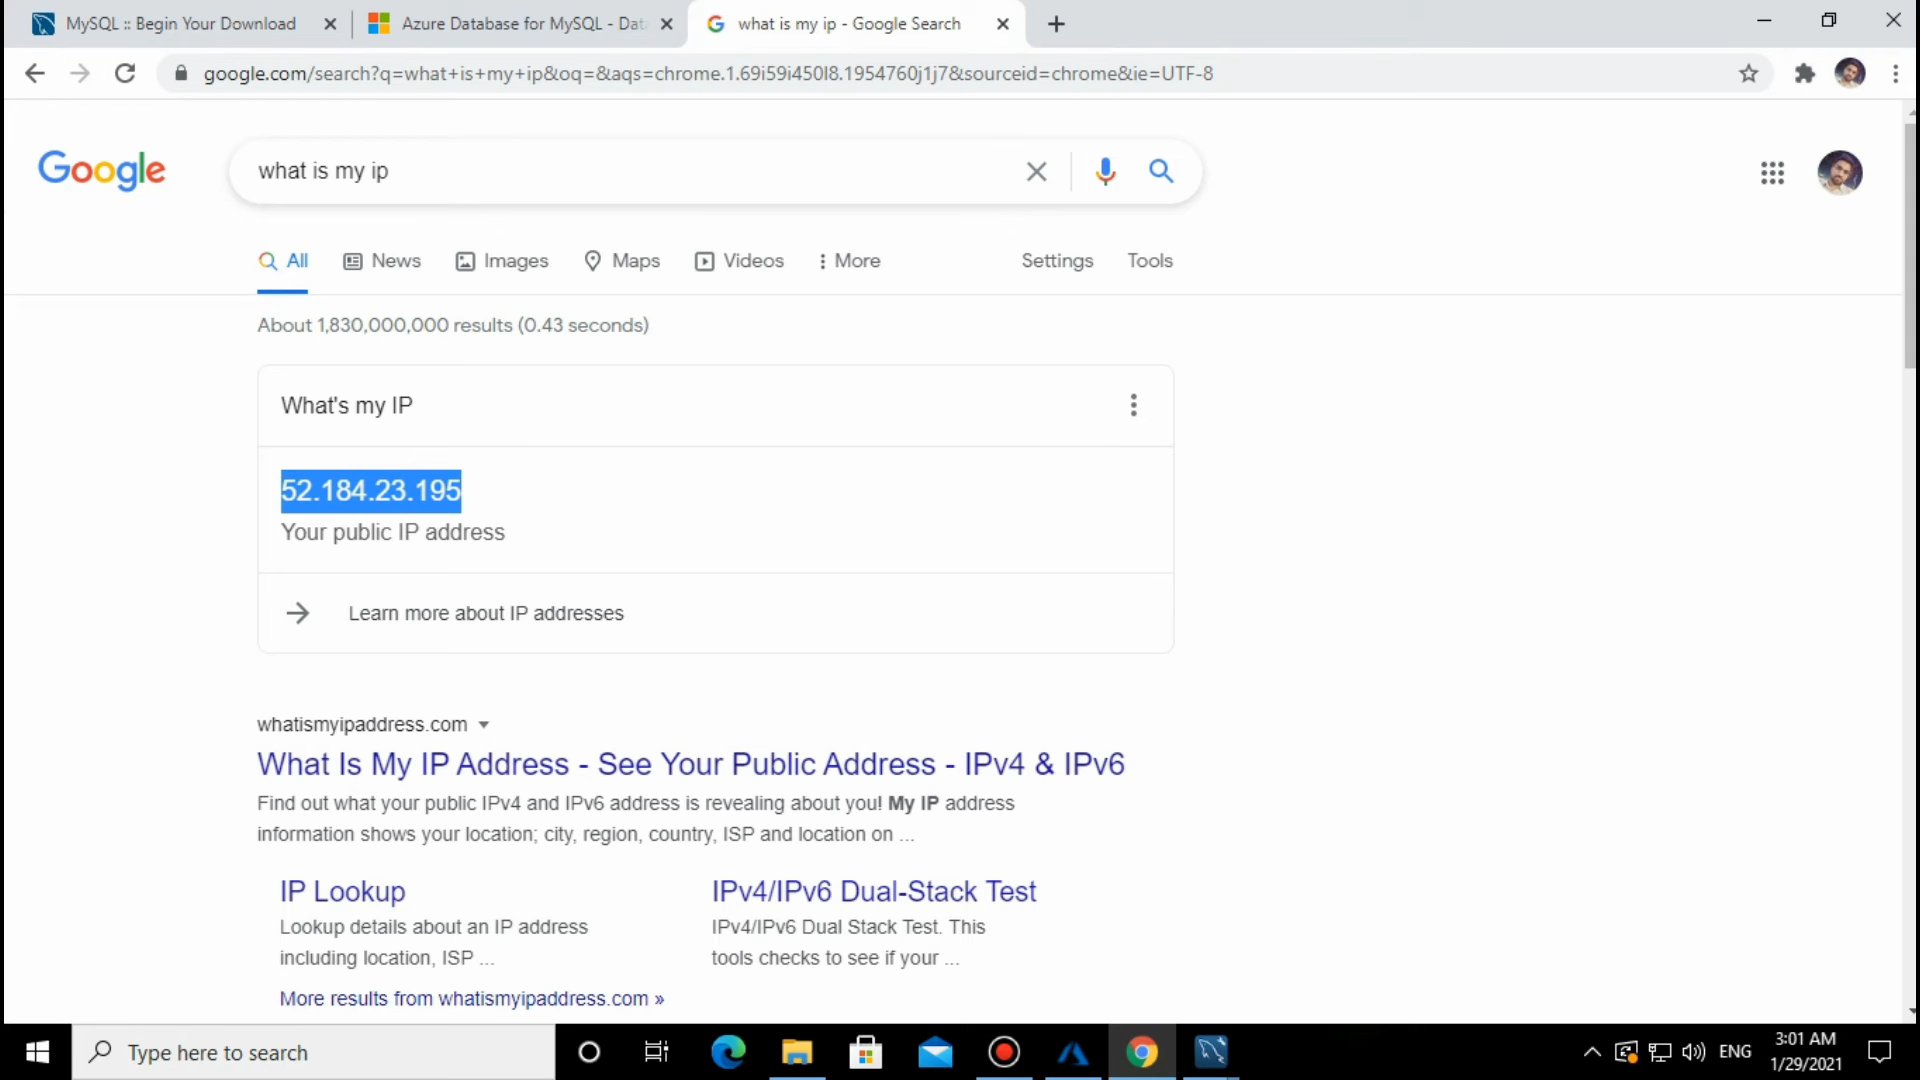 MySQL :: Begin Your Download
Azure Database for MySQL - Data
what is my ip - Google Search
google.com/search?q=what+is+my+ip&oq=&aqs=chrome.1.69i59i450l8.1954760j1j7&sourceid=chrome&ie=UTF-8
Google
what is my ip
All News Images Maps Videos More Settings Tools
About 1,830,000,000 results (0.43 seconds)
What's my IP
52.184.23.195
Your public IP address
Learn more about IP addresses
whatismyipaddress.com
What Is My IP Address - See Your Public Address - IPv4 & IPv6
Find out what your public IPv4 and IPv6 address is revealing about you! My IP address
information shows your location; city, region, country, ISP and location on ...
IP Lookup
Lookup details about an IP address
including location, ISP ...
IPv4/IPv6 Dual-Stack Test
IPv4/IPv6 Dual Stack Test. This
tools checks to see if your ...
More results from whatismyipaddress.com »
Type here to search
ENG
3:01 AM
1/29/2021